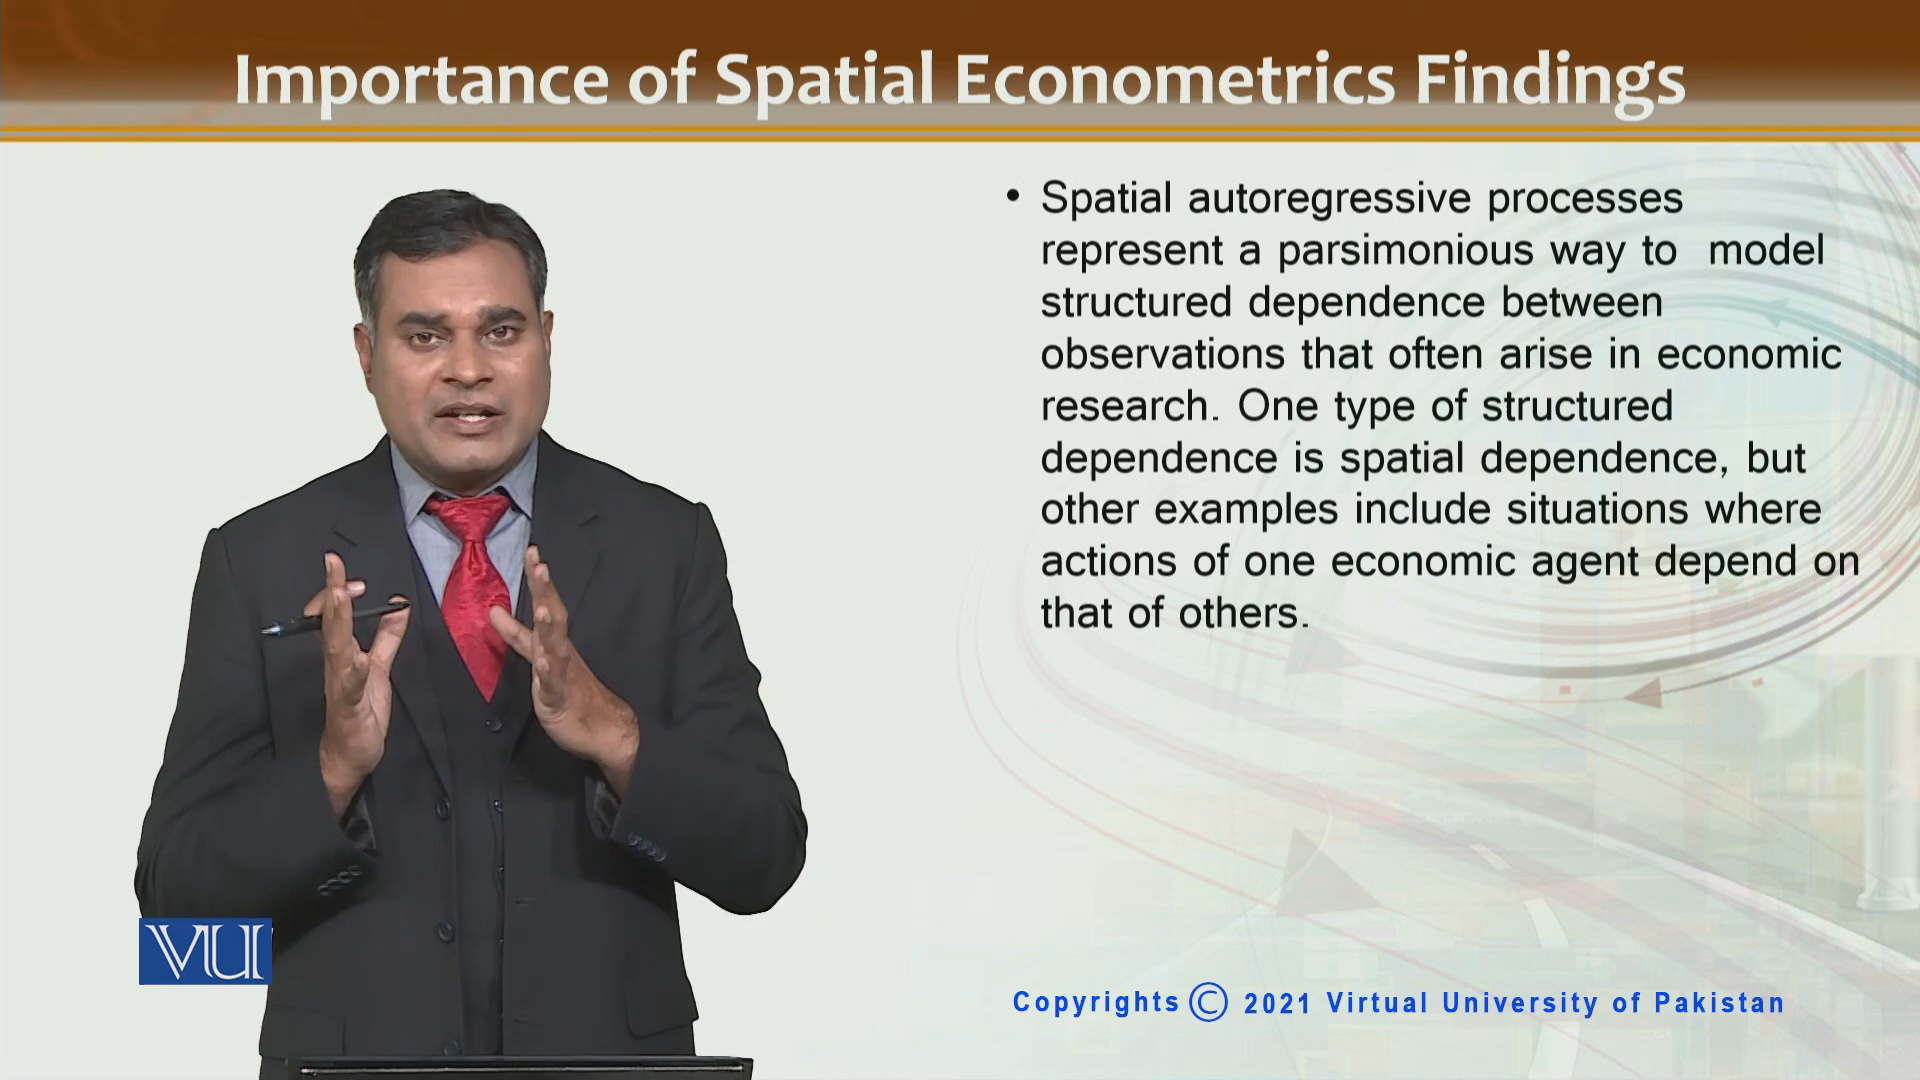 Importance of Spatial Econometrics Findings
• Spatial autoregressive processes
represent a parsimonious way to model
structured dependence between
observations that often arise in economic
research. One type of structured
dependence is spatial dependence, but
other examples include situations where
actions of one economic agent depend on
that of others.
VU
Copyrights © 2021 Virtual University of Pakistan